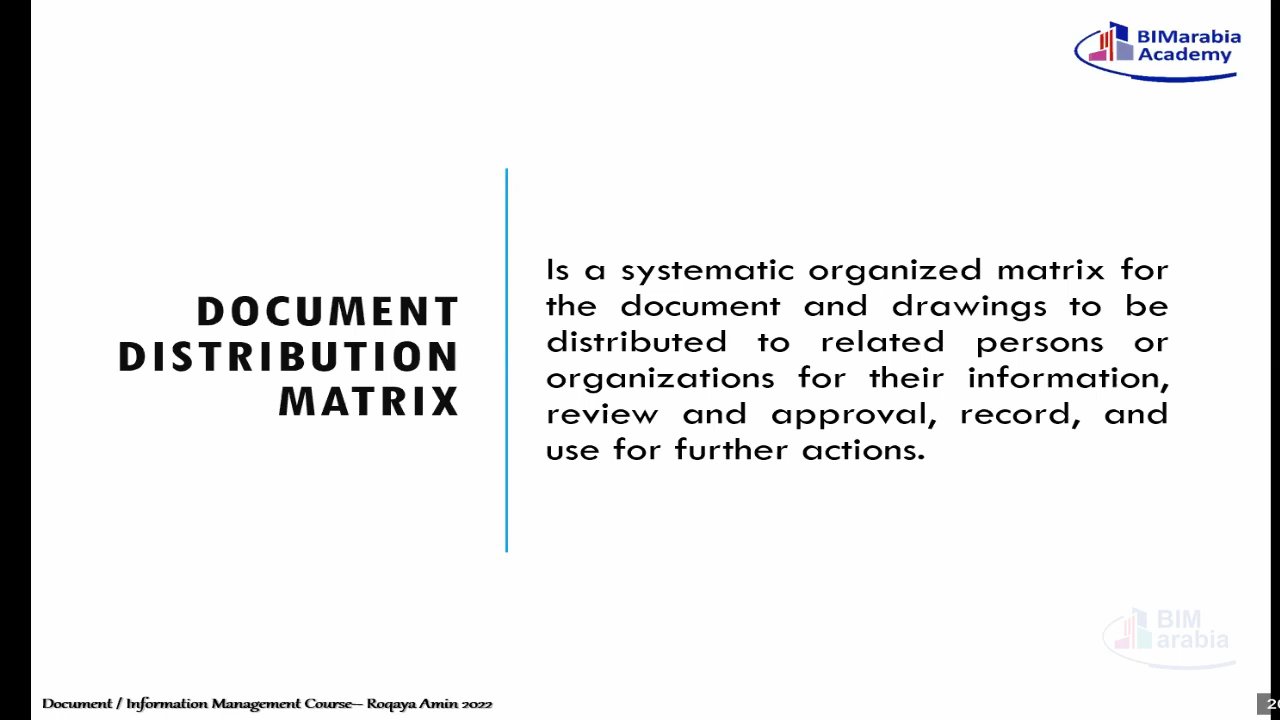 BIMarabia
Academy
DOCUMENT
DISTRIBUTION
MATRIX
Is a systematic organized matrix for
the document and drawings to be
distributed to related persons or
organizations for their information,
review and approval, record, and
use for further actions.
BIM
arabia
Document / Information Management Course– Roqaya Amin 2022